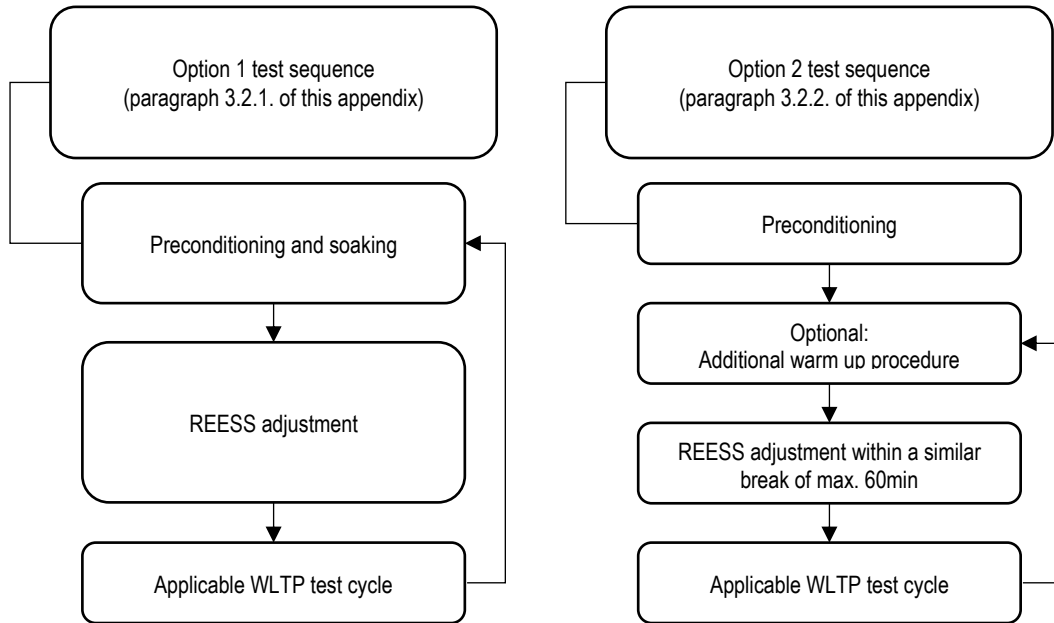 Option 1 test sequence
(paragraph 3.2.1. of this appendix)
Preconditioning and soaking
REESS adjustment
Applicable WLTP test cycle
Option 2 test sequence
(paragraph 3.2.2. of this appendix)
Preconditioning
Optional:
Additional warm up procedure
REESS adjustment within a similar
break of max. 60min
Applicable WLTP test cycle